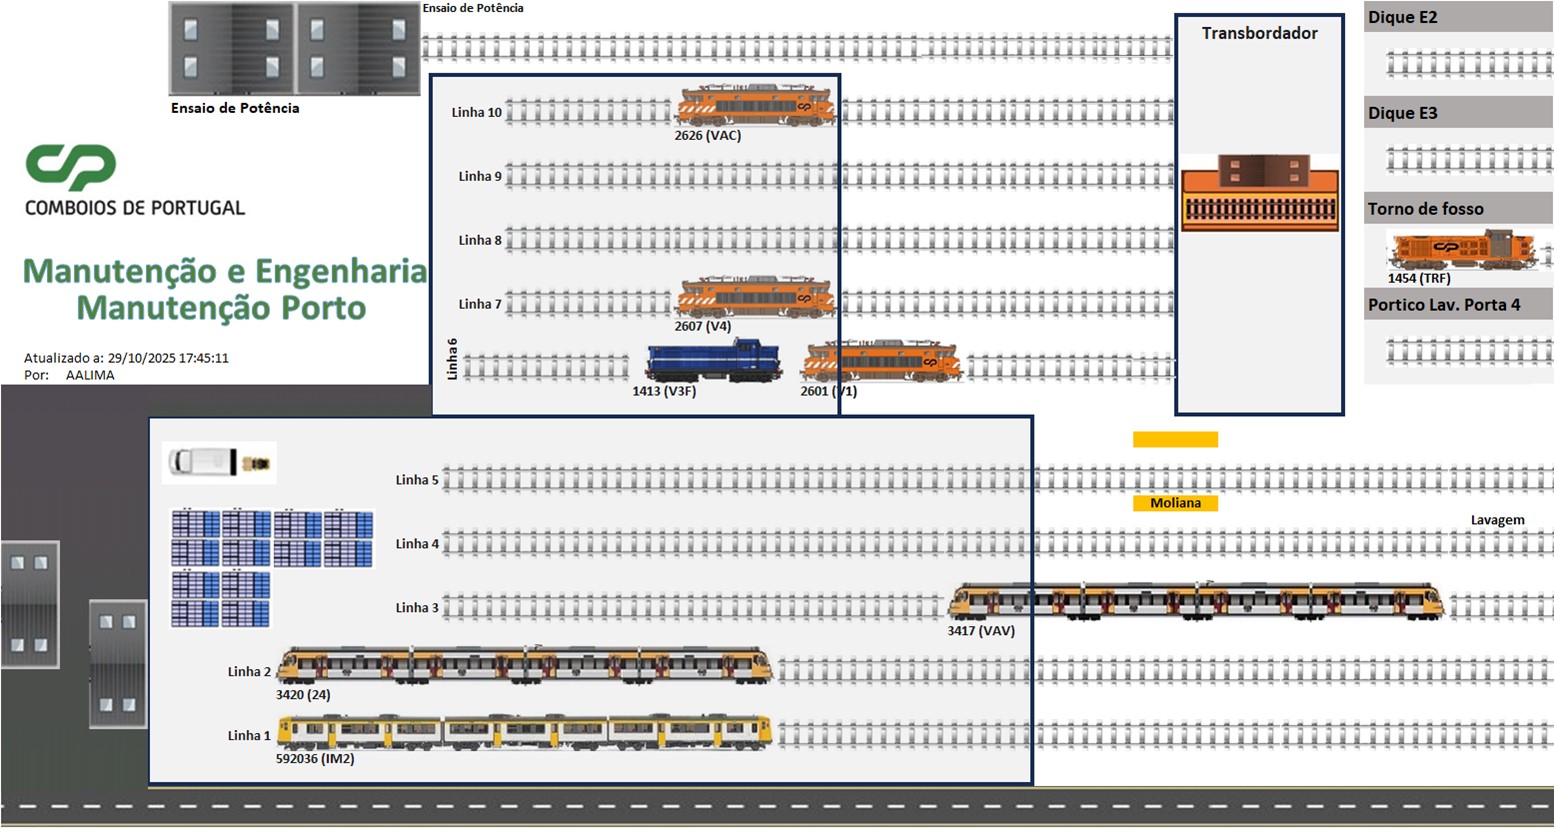 Ensaio de Potência
Ensaio de Potência
Transbordador
Dique E2
Linha 10
2626 (VAC)
Dique E3
CP
COMBOIOS DE PORTUGAL
Linha 9
Torno de fosso
Linha 8
1454 (TRF)
Manutenção e Engenharia
Manutenção Porto
Linha 7
2607 (V4)
Portico Lav. Porta 4
Atualizado a: 29/10/2025 17:45:11
Por: AALIMA
Linha 6
1413 (V3F)
2601 (V1)
Linha 5
Moliana
Lavagem
Linha 4
Linha 3
3417 (VAV)
Linha 2
3420 (24)
Linha 1
592036 (IM2)